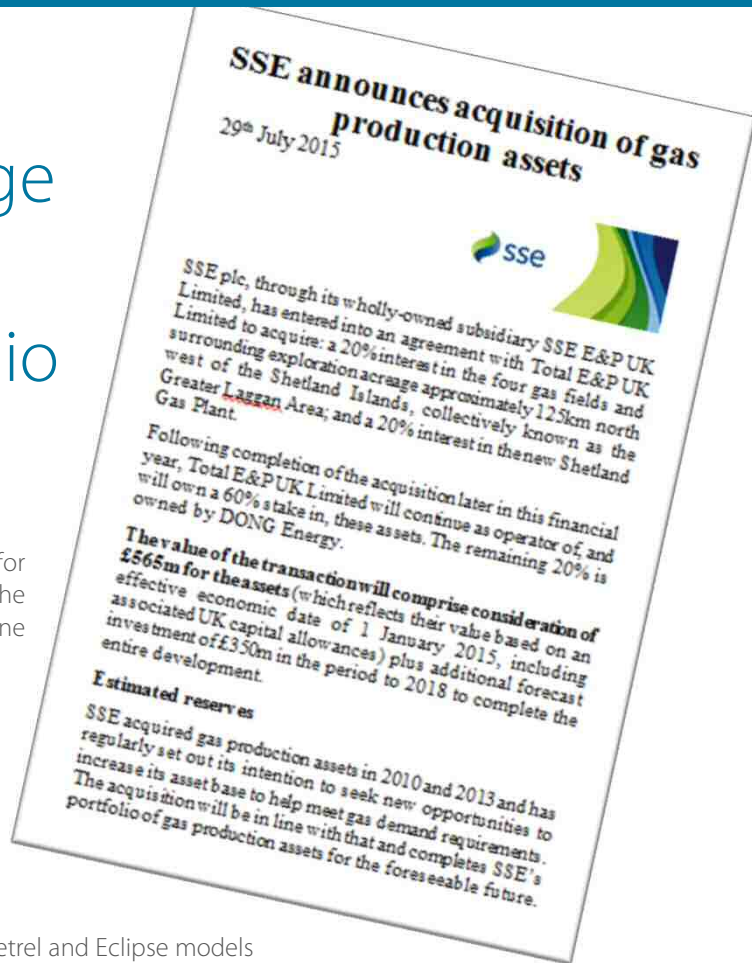 ge
io
for
he
ne
etrel and Eclipse models
SSE announces acquisition of gas
production assets
29th July 2015
sse
SSE plc, through its wholly-owned subsidiary SSE E&P UK
Limited, has entered into an agreement with Total E&P UK
Limited to acquire: a 20% interest in the four gas fields and
surrounding exploration acreage approximately 125km north
west of the Shetland Islands, collectively known as the
Greater Laggan Area; and a 20% interest in the new Shetland
Gas Plant.
Following completion of the acquisition later in this financial
year, Total E&P UK Limited will continue as operator of, and
will own a 60% stake in, these assets. The remaining 20% is
owned by DONG Energy.
The value of the transaction will comprise consideration of
£565m for the assets (which reflects their value based on an
effective economic date of 1 January 2015, including
associated UK capital allowances) plus additional forecast
investment of £350m in the period to 2018 to complete the
entire development.
Estimated reserves
SSE acquired gas production assets in 2010 and 2013 and has
regularly set out its intention to seek new opportunities to
increase its asset base to help meet gas demand requirements.
The acquisition will be in line with that and completes SSE's
portfolio of gas production assets for the foreseeable future.